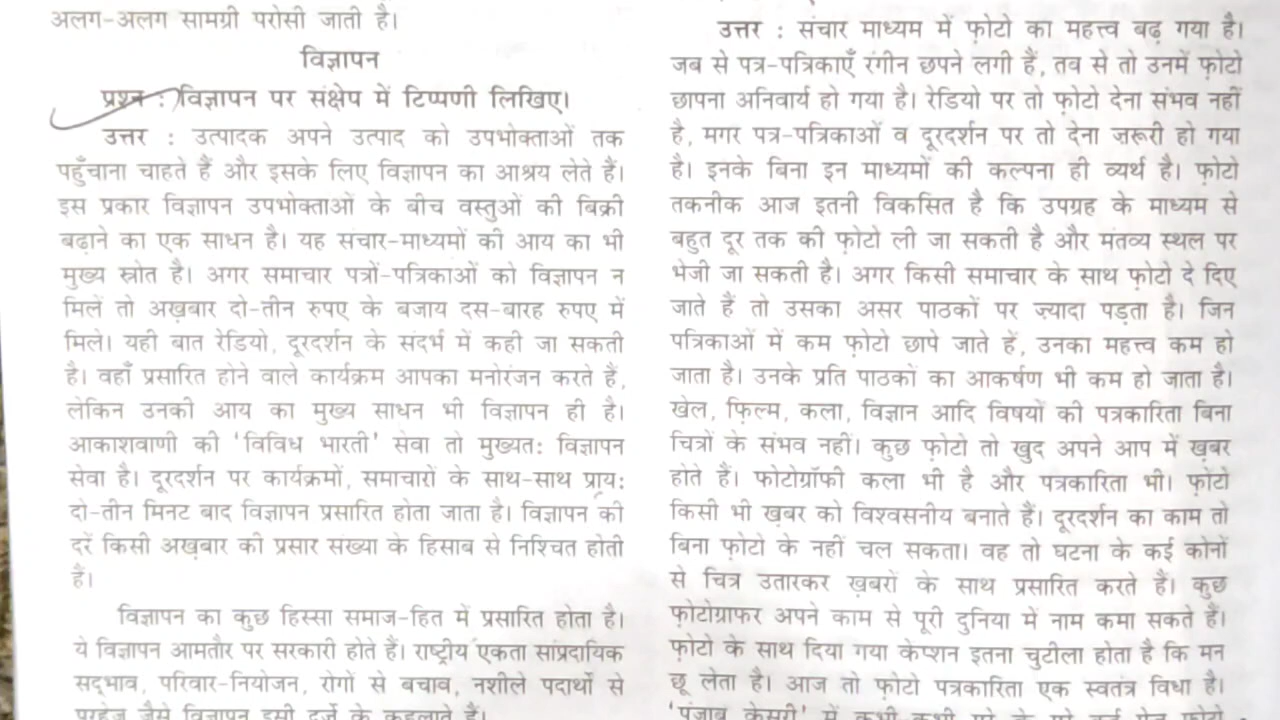 अलग-अलग सामग्री परोसी जाती है।
विज्ञापन
प्रश्न : विज्ञापन पर संक्षेप में टिप्पणी लिखिए।
उत्तर : उत्पादक अपने उत्पाद को उपभोक्ताओं तक
पहुँचाना चाहते हैं और इसके लिए विज्ञापन का आश्रय लेते हैं।
इस प्रकार विज्ञापन उपभोक्ताओं के बीच वस्तुओं की बिक्री
बढ़ाने का एक साधन है। यह संचार-माध्यमों की आय का भी
मुख्य स्रोत है। अगर समाचार पत्रों-पत्रिकाओं को विज्ञापन न
मिलें तो अख़बार दो-तीन रुपए के बजाय दस-बारह रुपए में
मिले। यही बात रेडियो, दूरदर्शन के संदर्भ में कही जा सकती
है। वहाँ प्रसारित होने वाले कार्यक्रम आपका मनोरंजन करते हैं,
लेकिन उनकी आय का मुख्य साधन भी विज्ञापन ही है।
आकाशवाणी की 'विविध भारती' सेवा तो मुख्यतः विज्ञापन
सेवा है। दूरदर्शन पर कार्यक्रमों, समाचारों के साथ-साथ प्रायः
दो-तीन मिनट बाद विज्ञापन प्रसारित होता जाता है। विज्ञापन की
दरें किसी अख़बार की प्रसार संख्या के हिसाब से निश्चित होती
हैं।
विज्ञापन का कुछ हिस्सा समाज-हित में प्रसारित होता है।
ये विज्ञापन आमतौर पर सरकारी होते हैं। राष्ट्रीय एकता सांप्रदायिक
सद्भाव, परिवार-नियोजन, रोगों से बचाव, नशीले पदार्थों से
परहेज जैसे विज्ञापन इसी दर्जे के कहलाते हैं।
उत्तर : संचार माध्यम में फ़ोटो का महत्त्व बढ़ गया है।
जब से पत्र-पत्रिकाएँ रंगीन छपने लगी हैं, तब से तो उनमें फ़ोटो
छापना अनिवार्य हो गया है। रेडियो पर तो फ़ोटो देना संभव नहीं
है, मगर पत्र-पत्रिकाओं व दूरदर्शन पर तो देना ज़रूरी हो गया
है। इनके बिना इन माध्यमों की कल्पना ही व्यर्थ है। फ़ोटो
तकनीक आज इतनी विकसित है कि उपग्रह के माध्यम से
बहुत दूर तक की फ़ोटो ली जा सकती है और मंतव्य स्थल पर
भेजी जा सकती है। अगर किसी समाचार के साथ फ़ोटो दे दिए
जाते हैं तो उसका असर पाठकों पर ज़्यादा पड़ता है। जिन
पत्रिकाओं में कम फ़ोटो छापे जाते हैं, उनका महत्त्व कम हो
जाता है। उनके प्रति पाठकों का आकर्षण भी कम हो जाता है।
खेल, फ़िल्म, कला, विज्ञान आदि विषयों की पत्रकारिता बिना
चित्रों के संभव नहीं। कुछ फ़ोटो तो खुद अपने आप में ख़बर
होते हैं। फोटोग्रॉफी कला भी है और पत्रकारिता भी। फ़ोटो
किसी भी ख़बर को विश्वसनीय बनाते हैं। दूरदर्शन का काम तो
बिना फ़ोटो के नहीं चल सकता। वह तो घटना के कई कोनों
से चित्र उतारकर ख़बरों के साथ प्रसारित करते हैं। कुछ
फ़ोटोग्राफर अपने काम से पूरी दुनिया में नाम कमा सकते हैं।
फ़ोटो के साथ दिया गया केप्शन इतना चुटीला होता है कि मन
छू लेता है। आज तो फ़ोटो पत्रकारिता एक स्वतंत्र विधा है।
'पंजाब केसरी' में कभी-कभी